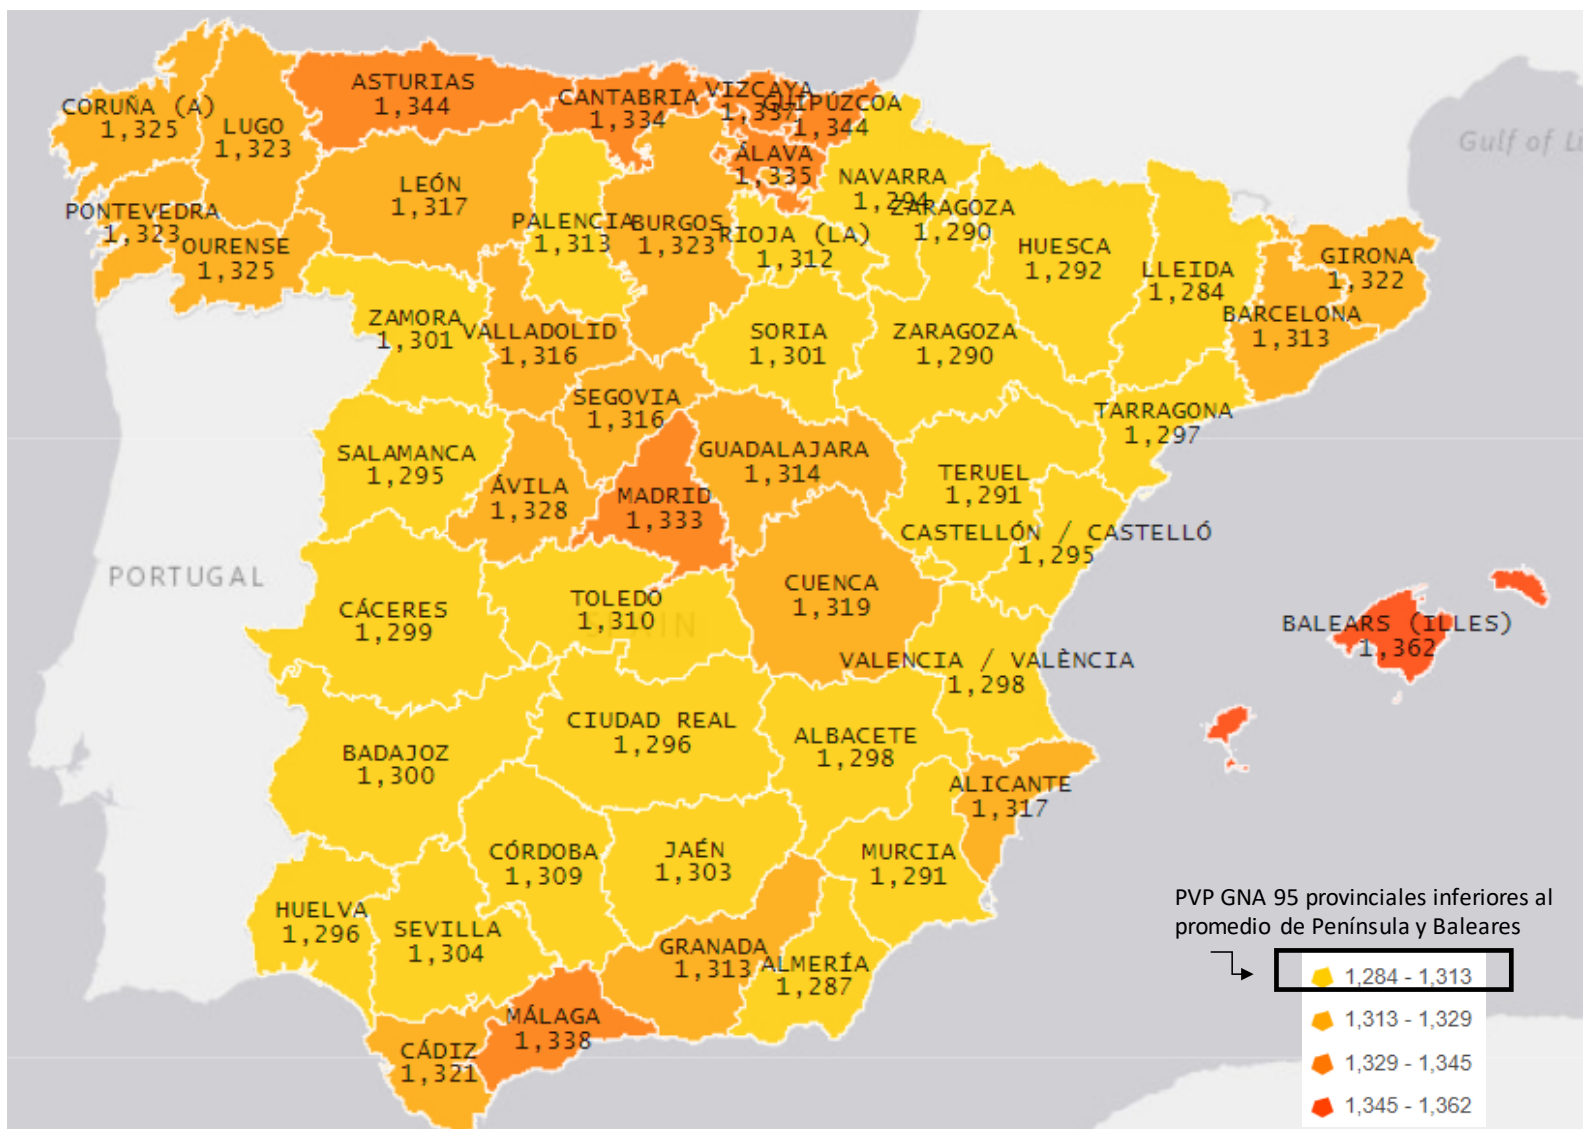 ASTURIAS
1,344
CANTABRIA
1,334
VIZCAYA
1,337
GUIPÚZCOA
1,344
CORUÑA (A)
1,325
LUGO
1,323
ÁLAVA
1,335
NAVARRA
1,294
LEÓN
1,317
PONTEVEDRA
1,323
OURENSE
1,325
PALENCIA
1,313
BURGOS
1,323
RIOJA (LA)
1,312
ZARAGOZA
1,290
HUESCA
1,292
LLEIDA
1,284
GIRONA
1,322
BARCELONA
1,313
Gulf of Li
ZAMORA
1,301
VALLADOLID
1,316
SORIA
1,301
ZARAGOZA
1,290
SEGOVIA
1,316
TARRAGONA
1,297
SALAMANCA
1,295
ÁVILA
1,328
MADRID
1,333
GUADALAJARA
1,314
TERUEL
1,291
CASTELLÓN / CASTELLÓ
1,295
PORTUGAL
CÁCERES
1,299
TOLEDO
1,310
SPAIN
CUENCA
1,319
BALEARS (ILLES)
1,362
VALENCIA / VALÈNCIA
1,298
BADAJOZ
1,300
CIUDAD REAL
1,296
ALBACETE
1,298
ALICANTE
1,317
CÓRDOBA
1,309
JAÉN
1,303
MURCIA
1,291
HUELVA
1,296
SEVILLA
1,304
GRANADA
1,313
ALMERÍA
1,287
MÁLAGA
1,338
CÁDIZ
1,321
PVP GNA 95 provinciales inferiores al
promedio de Península y Baleares
1,284 - 1,313
1,313 - 1,329
1,329 - 1,345
1,345 - 1,362